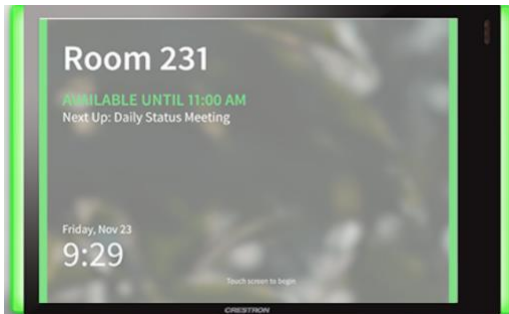 Room 231
AVAILABLE UNTIL 11:00 AM
Next Up: Daily Status Meeting
Friday, Nov 23
9:29
Touch screen to begin
CRESTRON